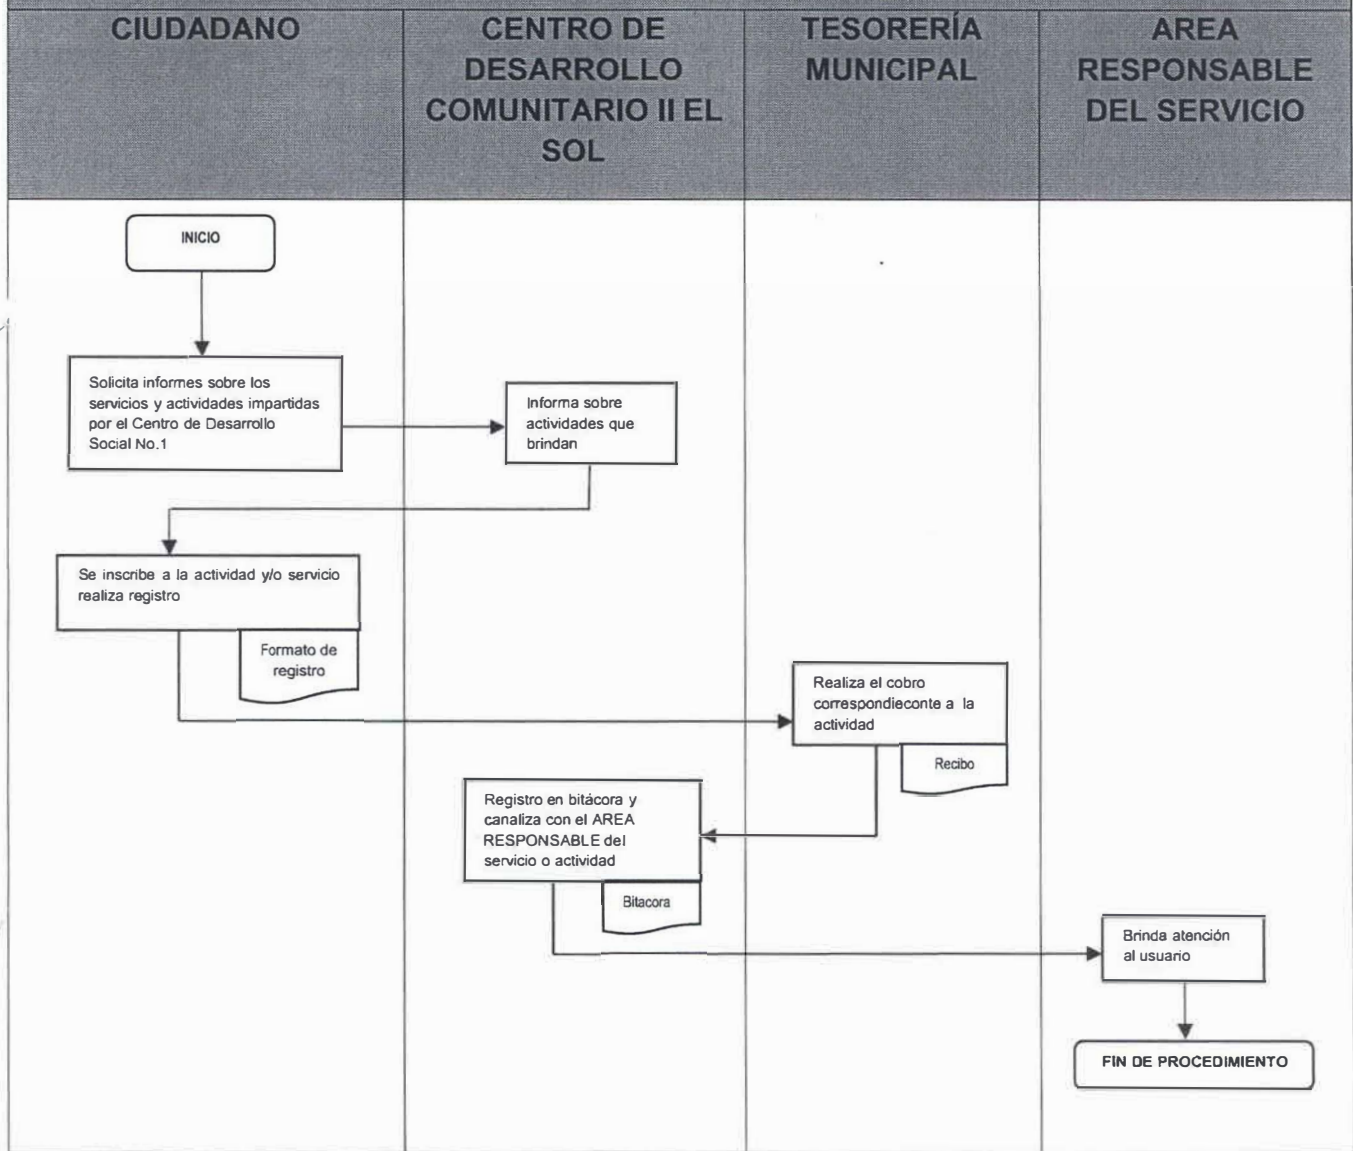 CIUDADANO
CENTRO DE
DESARROLLO
COMUNITARIO II EL
SOL
TESORERÍA
MUNICIPAL
AREA
RESPONSABLE
DEL SERVICIO
INICIO
Solicita informes sobre los
servicios y actividades impartidas
por el Centro de Desarrollo
Social No.1
Informa sobre
actividades que
brindan
Se inscribe a la actividad y/o servicio
realiza registro
Formato de
registro
Realiza el cobro
correspondieconte a la
actividad
Recibo
Registro en bitácora y
canaliza con el AREA
RESPONSABLE del
servicio o actividad
Bitacora
Brinda atención
al usuario
FIN DE PROCEDIMIENTO